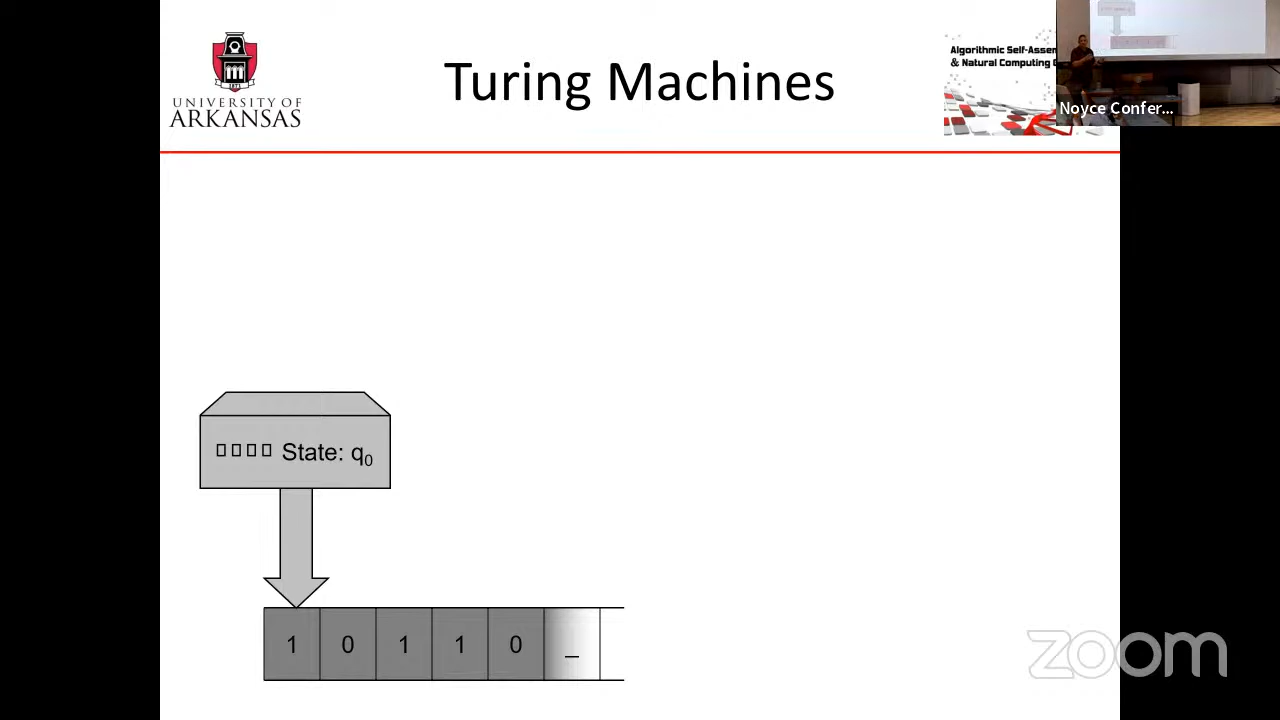 UNIVERSITY OF
ARKANSAS
Turing Machines
Algorithmic Self-Assem
& Natural Computing
Noyce Confer...
State: q₀
1 0 1 1 0 _
zoom